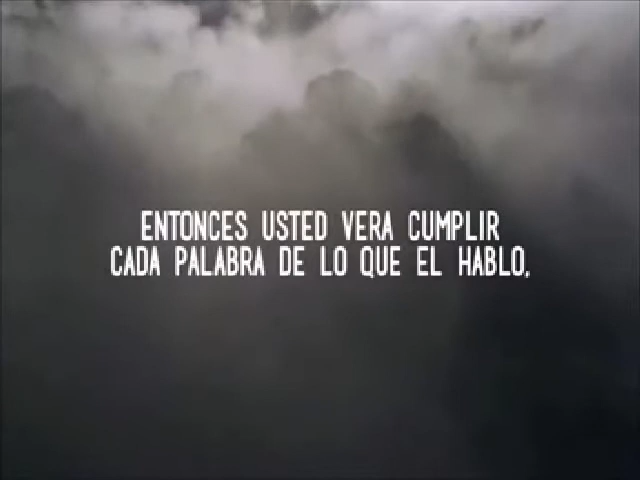 ENTONCES USTED VERA CUMPLIR
CADA PALABRA DE LO QUE EL HABLO,